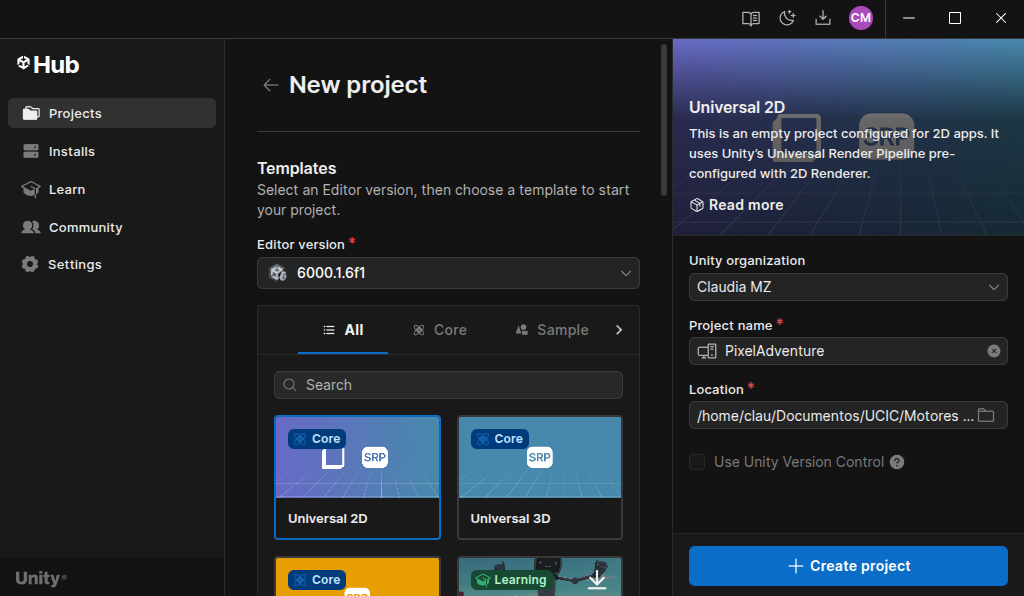 CM
Hub
Projects
Installs
Learn
Community
Settings
Unity
New project
Templates
Select an Editor version, then choose a template to start
your project.
Editor version *
6000.1.6f1
All
Core
Sample
Search
Core
SRP
Universal 2D
Core
SRP
Universal 3D
Core
SRP
Learning
SRP
Universal 2D
This is an empty project configured for 2D apps. It
uses Unity's Universal Render Pipeline pre-
configured with 2D Renderer.
Read more
Unity organization
Claudia MZ
Project name *
PixelAdventure
Location *
/home/clau/Documentos/UCIC/Motores ...
Use Unity Version Control ?
+ Create project